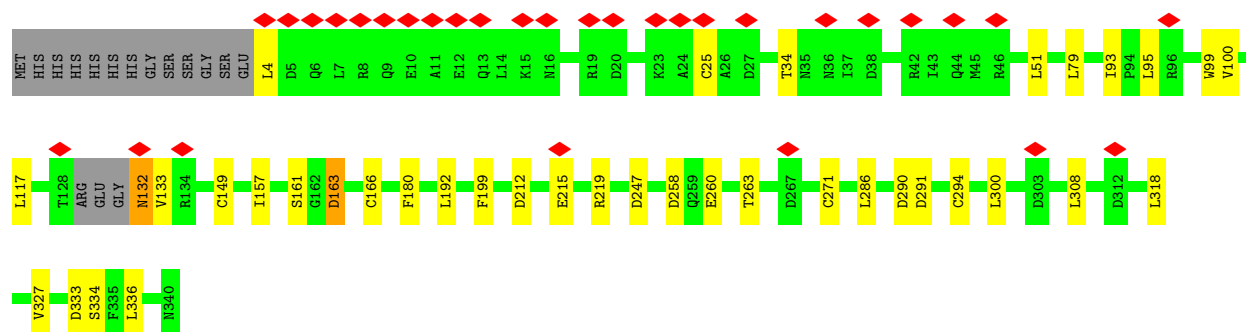 MET HIS HIS HIS HIS HIS HIS GLY SER SER GLY SER GLU L4 D5 Q6 L7 R8 Q9 E10 A11 E12 Q13 L14 K15 N16 R19 D20 K23 A24 C25 A26 D27 T34 N35 N36 I37 D38 R42 I43 Q44 M45 R46 L51 L79 I93 P94 L95 R96 W99 V100
L117 T128 ARG GLU GLY N132 V133 R134 C149 I157 S161 G162 D163 C166 F180 L192 F199 D212 E215 R219 D247 D258 Q259 E260 T263 D267 C271 L286 D290 D291 C294 L300 D303 L308 D312 L318
V327 D333 S334 F335 L336 N340